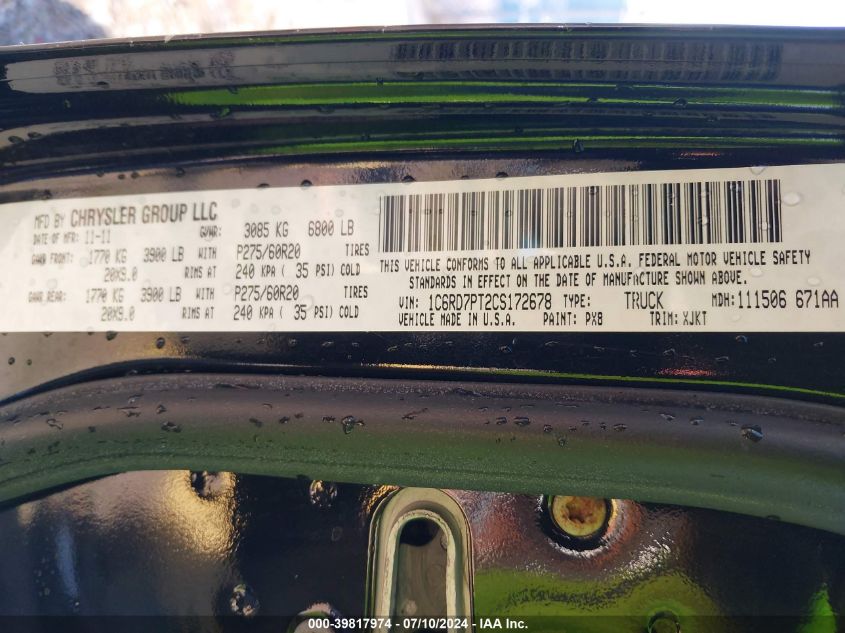 MFD BY CHRYSLER GROUP LLC
DATE OF MFR: 11-11 GVWR: 3085 KG 6800 LB
GAWR FRONT: 1770 KG 3900 LB WITH P275/60R20 TIRES
20X9.0 RIMS AT 240 KPA ( 35 PSI) COLD
GAWR REAR: 1770 KG 3900 LB WITH P275/60R20 TIRES
20X9.0 RIMS AT 240 KPA ( 35 PSI) COLD
THIS VEHICLE CONFORMS TO ALL APPLICABLE U.S.A. FEDERAL MOTOR VEHICLE SAFETY
STANDARDS IN EFFECT ON THE DATE OF MANUFACTURE SHOWN ABOVE.
VIN: 1C6RD7PT2CS172678 TYPE: TRUCK MDH: 111506 671AA
VEHICLE MADE IN U.S.A. PAINT: PX8 TRIM: XJKT
000-39817974 - 07/10/2024 - IAA Inc.